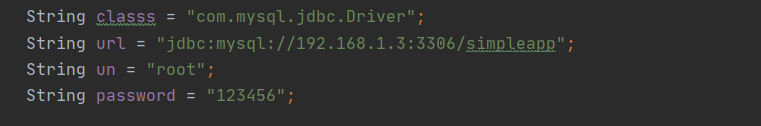 String classs = "com.mysql.jdbc.Driver";
String url = "jdbc:mysql://192.168.1.3:3306/simpleapp";
String un = "root";
String password = "123456";